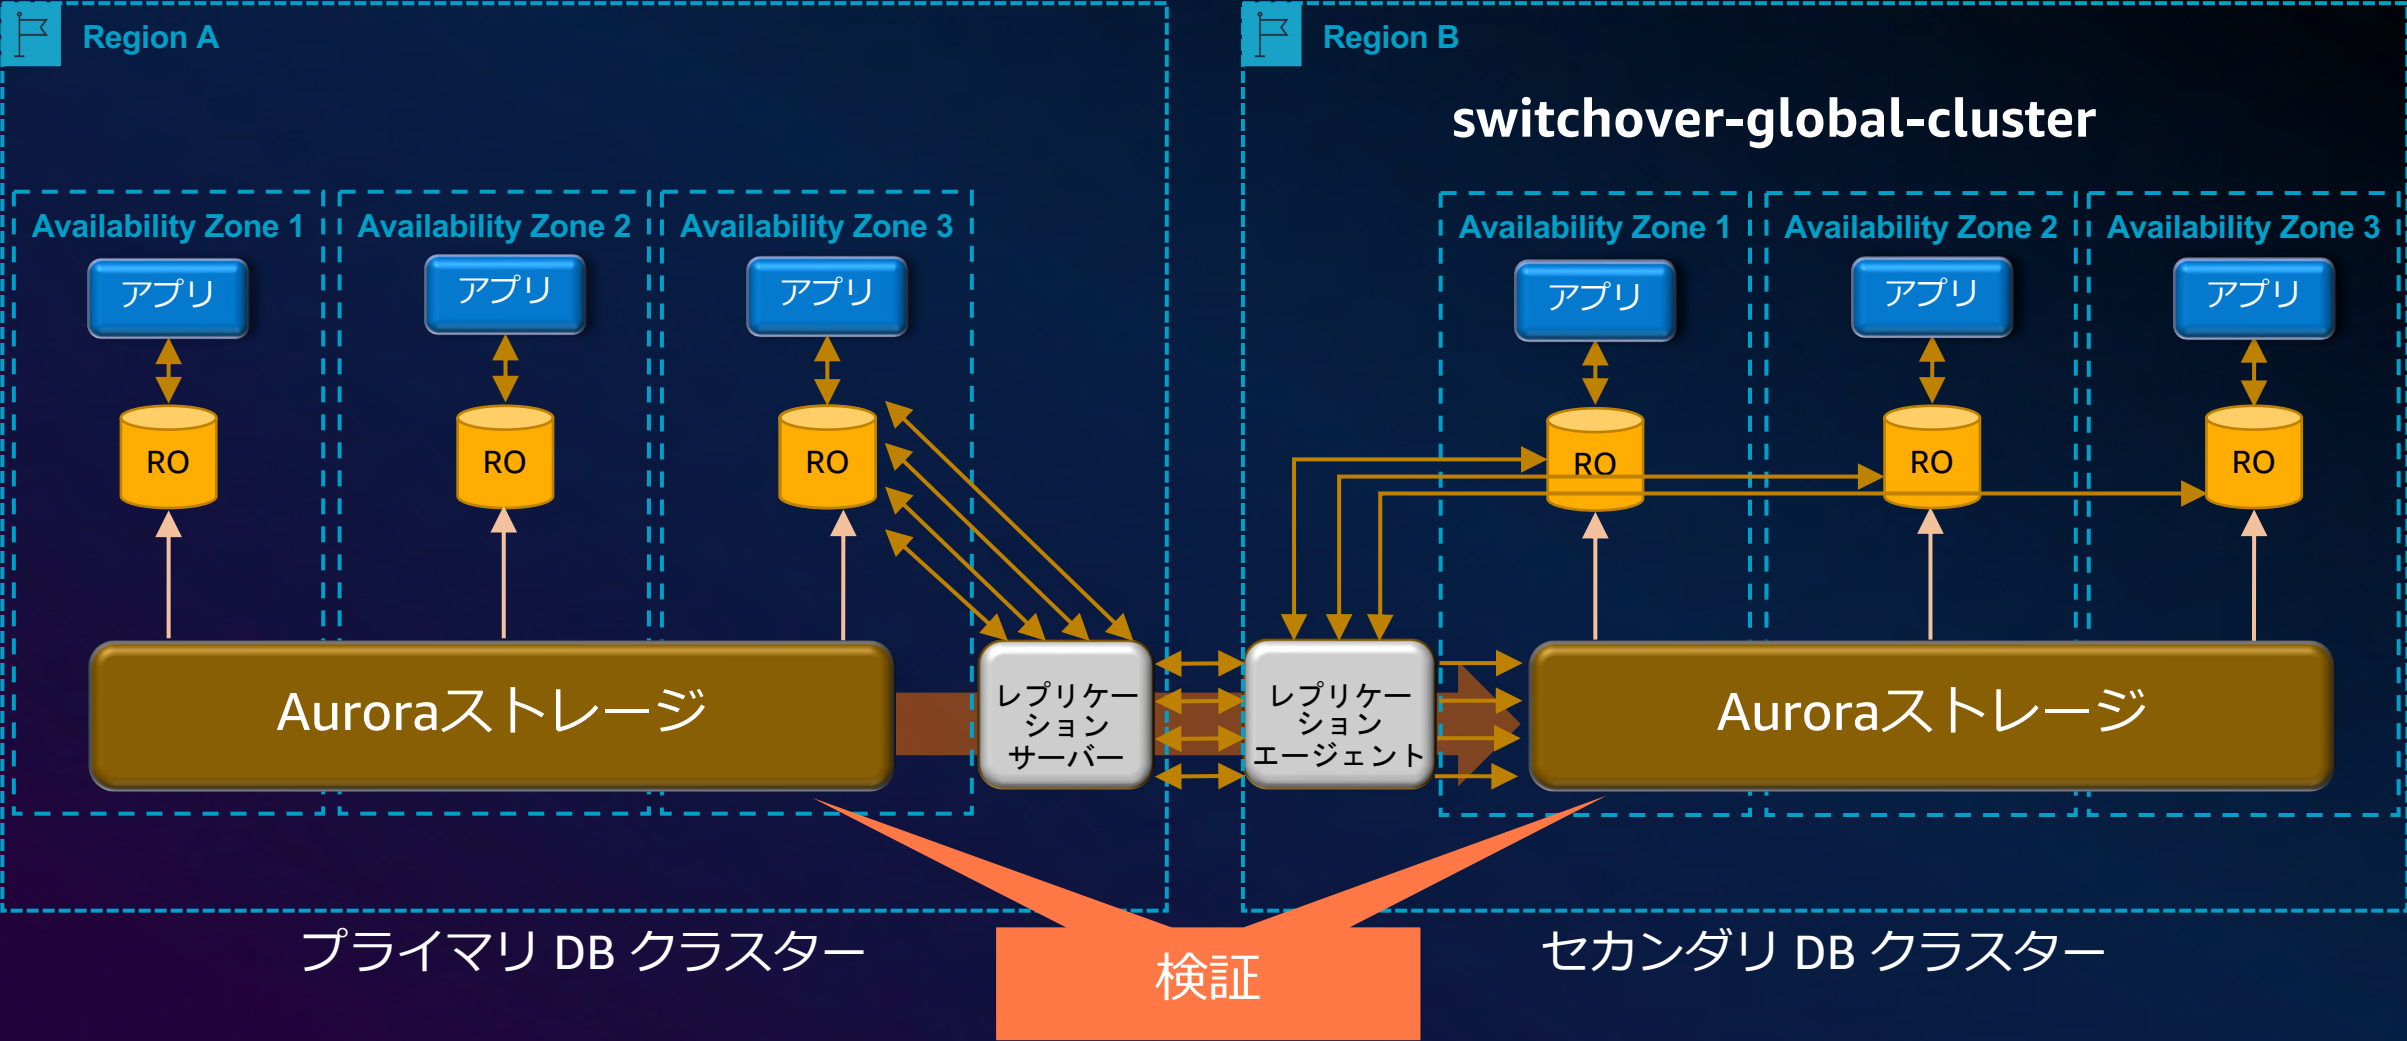 Region A
Region B
switchover-global-cluster
Availability Zone 1
Availability Zone 2
Availability Zone 3
Availability Zone 1
Availability Zone 2
Availability Zone 3
アプリ
アプリ
アプリ
アプリ
アプリ
アプリ
RO
RO
RO
RO
RO
RO
Auroraストレージ
レプリケー
ション
サーバー
レプリケー
ション
エージェント
Auroraストレージ
プライマリ DB クラスター
検証
セカンダリ DB クラスター